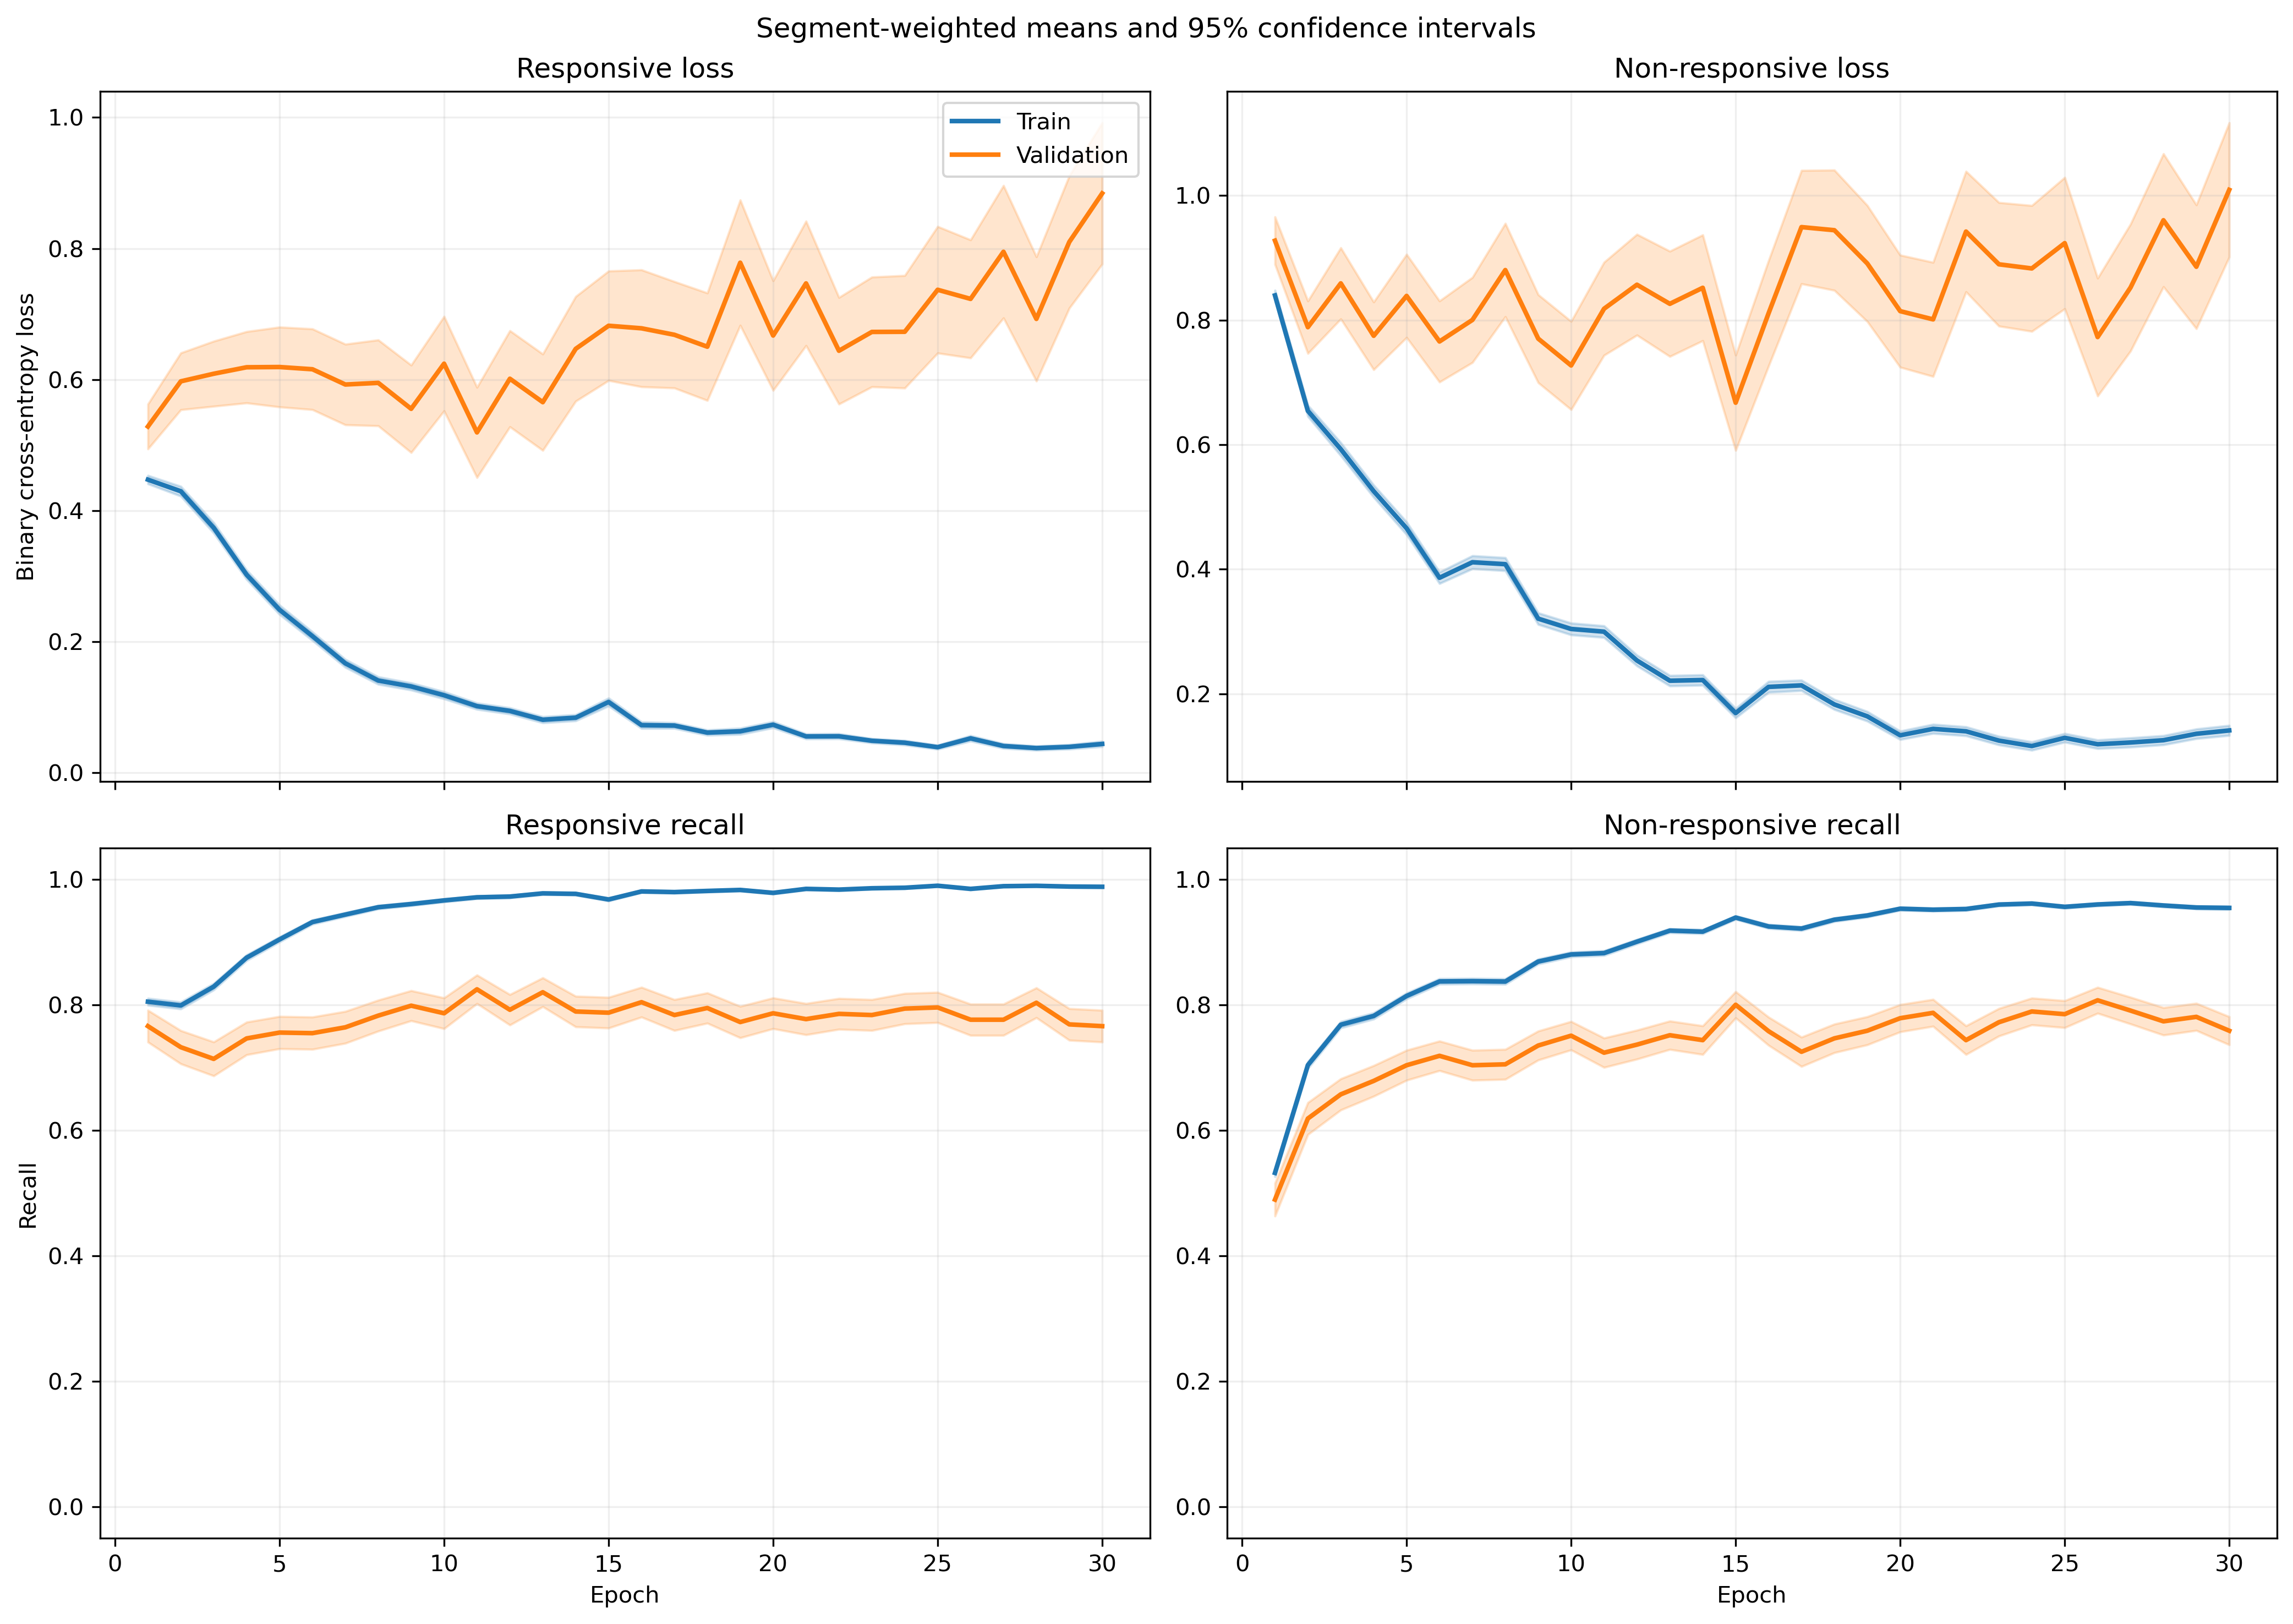 Segment-weighted means and 95% confidence intervals
Responsive loss
Non-responsive loss
Binary cross-entropy loss
1.0
0.8
0.6
0.4
0.2
0.0
Train
Validation
1.0
0.8
0.6
0.4
0.2
Responsive recall
Non-responsive recall
Recall
1.0
0.8
0.6
0.4
0.2
0.0
0 5 10 15 20 25 30
Epoch
1.0
0.8
0.6
0.4
0.2
0.0
0 5 10 15 20 25 30
Epoch